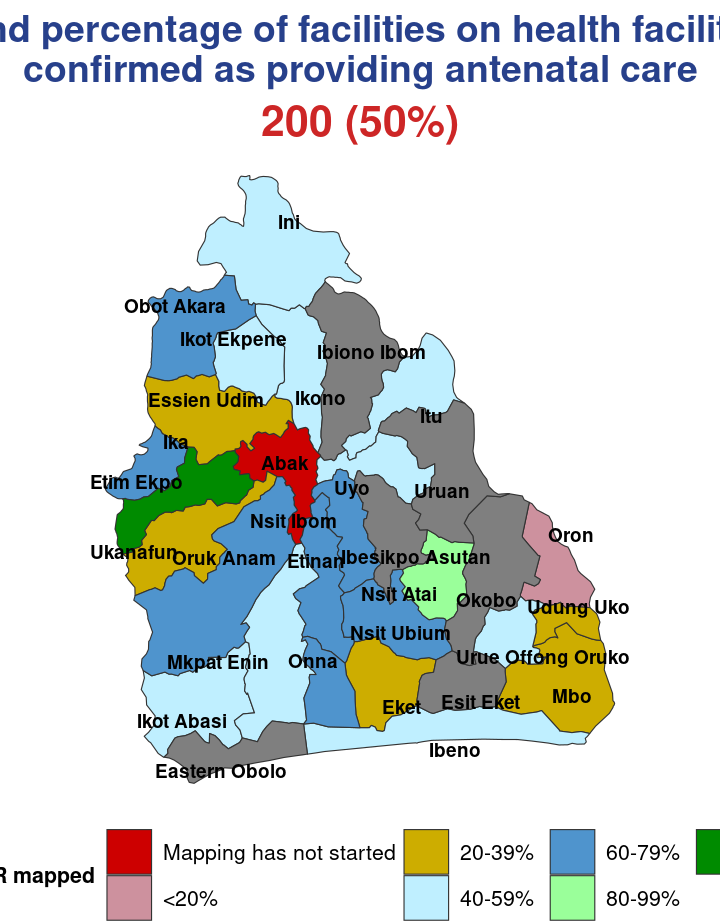 nd percentage of facilities on health facilit
confirmed as providing antenatal care
200 (50%)
Ini
Obot Akara
Ikot Ekpene
Ibiono Ibom
Essien Udim
Ikono
Itu
Ika
Abak
Etim Ekpo
Uyo
Uruan
Nsit Ibom
Oron
Ukanafun
Oruk Anam
Etinan
Ibesikpo Asutan
Nsit Atai
Okobo
Udung Uko
Nsit Ubium
Mkpat Enin
Onna
Urue Offong Oruko
Eket
Esit Eket
Mbo
Ikot Abasi
Ibeno
Eastern Obolo
R mapped
Mapping has not started
20-39%
60-79%
<20%
40-59%
80-99%